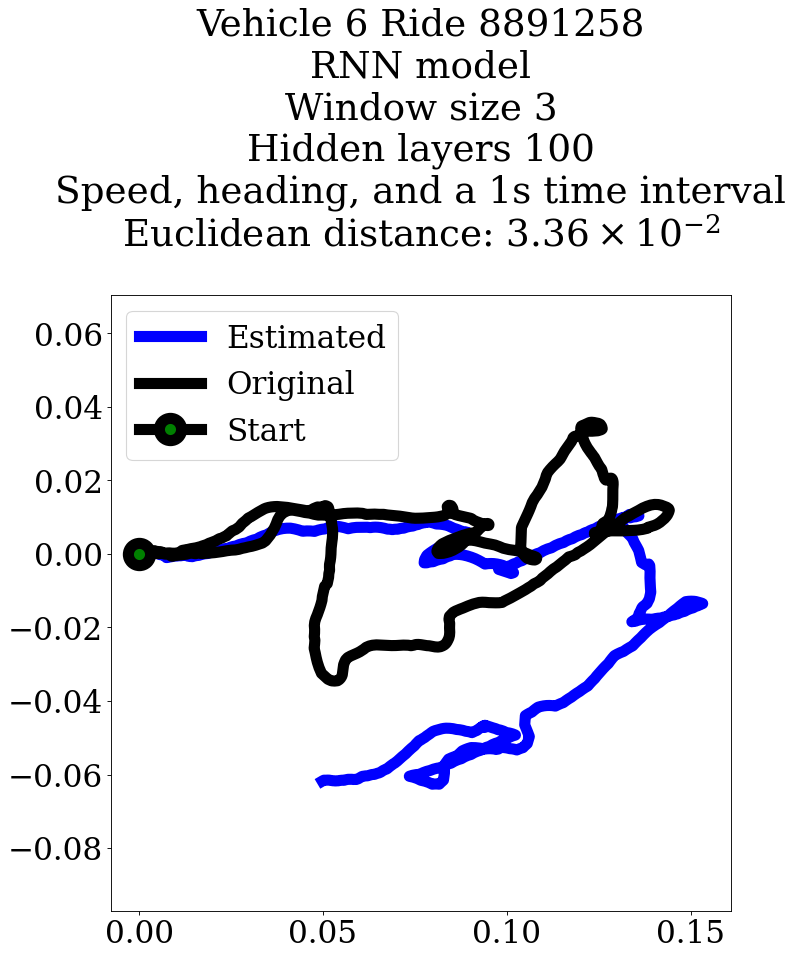 Vehicle 6 Ride 8891258
RNN model
Window size 3
Hidden layers 100
Speed, heading, and a 1s time interval
Euclidean distance: 3.36 × 10⁻²
Estimated
Original
Start
0.06
0.04
0.02
0.00
−0.02
−0.04
−0.06
−0.08
0.00 0.05 0.10 0.15